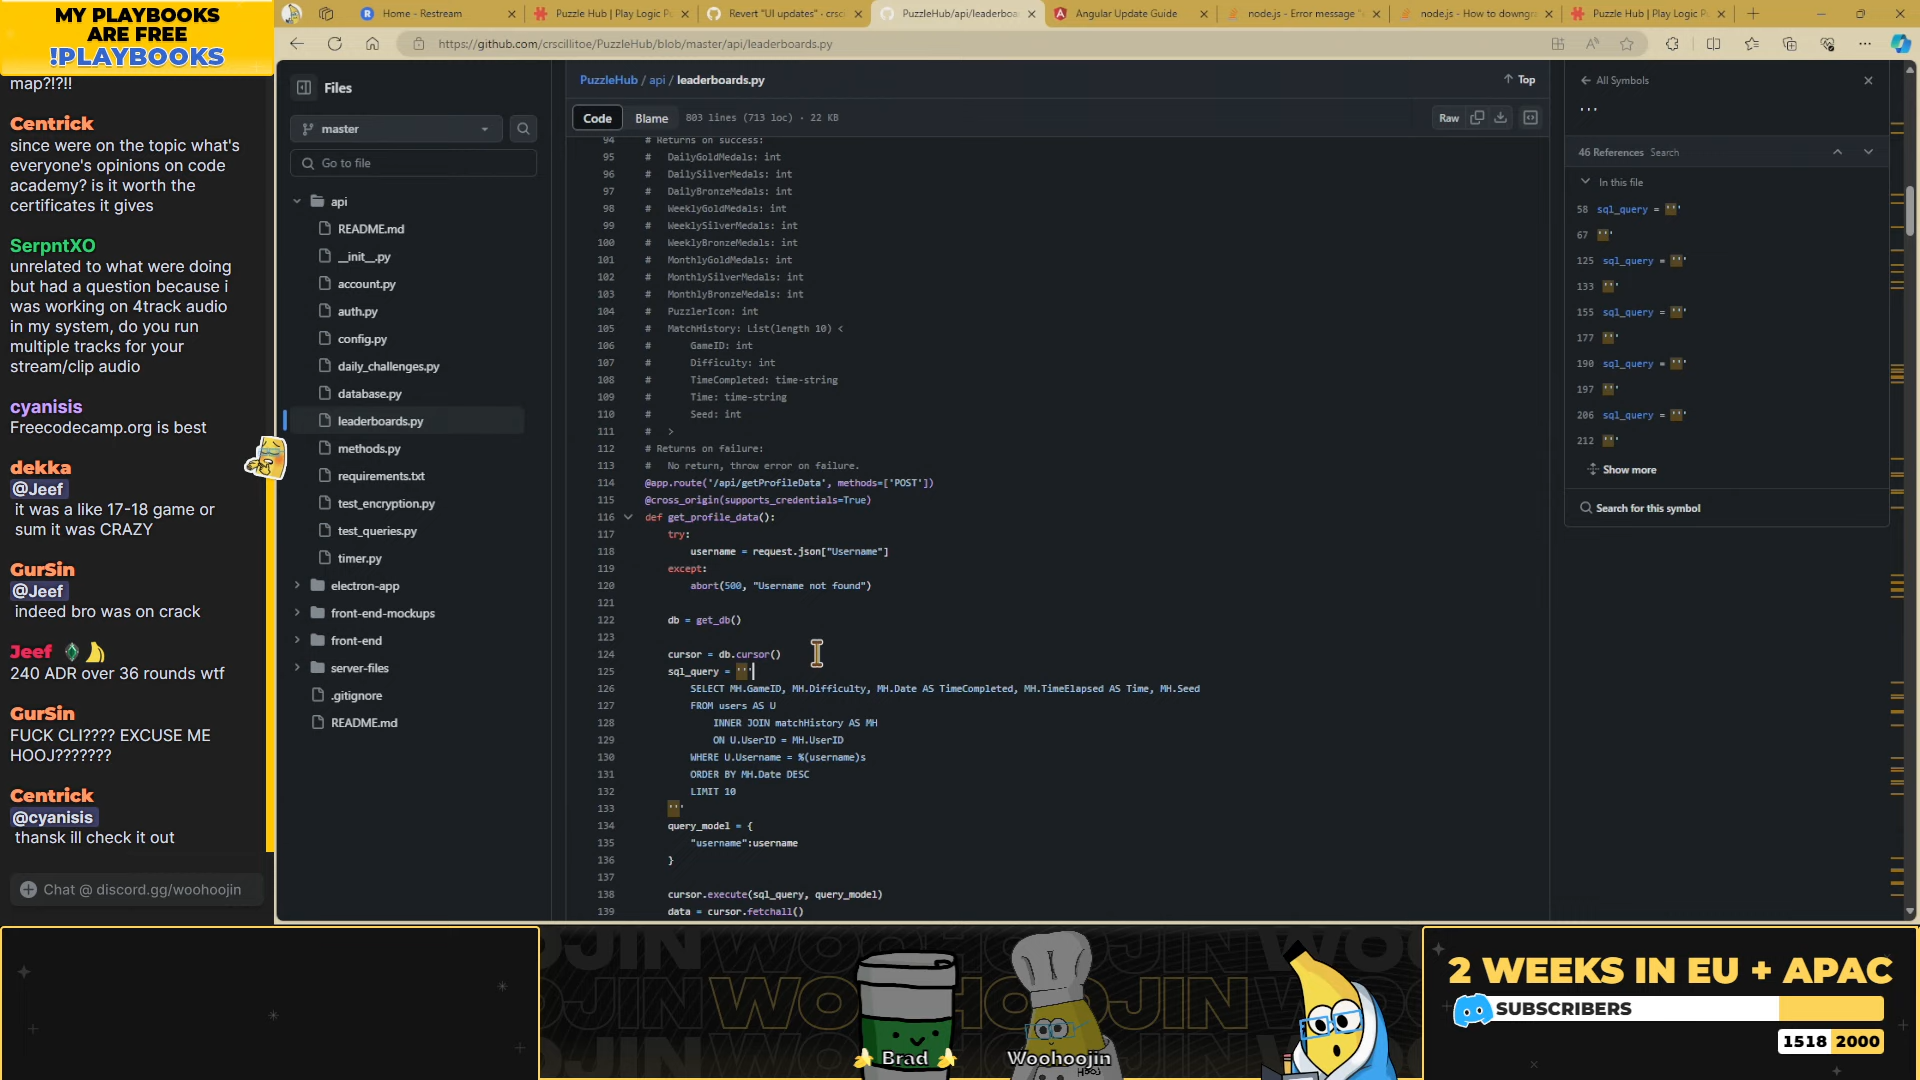 MY PLAYBOOKS
ARE FREE
!PLAYBOOKS
map?!?!!
Centrick
since were on the topic what's
everyone's opinions on code
academy? is it worth the
certificates it gives
SerpntXO
unrelated to what were doing
but had a question because i
was working on 4track audio
in my system, do you run
multiple tracks for your
stream/clip audio
cyanisis
Freecodecamp.org is best
dekka
@Jeef
it was a like 17-18 game or
sum it was CRAZY
GurSin
@Jeef
indeed bro was on crack
Jeef
240 ADR over 36 rounds wtf
GurSin
FUCK CLI???? EXCUSE ME
HOOJ???????
Centrick
@cyanisis
thansk ill check it out
Chat @ discord.gg/woohoojin
Home - Restream
Puzzle Hub | Play Logic Pu
Revert "UI updates" · crsci
PuzzleHub/api/leaderboa
Angular Update Guide
node.js - Error message "e
node.js - How to downgr
Puzzle Hub | Play Logic Pu
https://github.com/crscillitoe/PuzzleHub/blob/master/api/leaderboards.py
Files
master
Go to file
api
README.md
__init__.py
account.py
auth.py
config.py
daily_challenges.py
database.py
leaderboards.py
methods.py
requirements.txt
test_encryption.py
test_queries.py
timer.py
electron-app
front-end-mockups
front-end
server-files
.gitignore
README.md
PuzzleHub / api / leaderboards.py
Top
Code
Blame
803 lines (713 loc) · 22 KB
Raw
94 # Returns on success:
95 # DailyGoldMedals: int
96 # DailySilverMedals: int
97 # DailyBronzeMedals: int
98 # WeeklyGoldMedals: int
99 # WeeklySilverMedals: int
100 # WeeklyBronzeMedals: int
101 # MonthlyGoldMedals: int
102 # MonthlySilverMedals: int
103 # MonthlyBronzeMedals: int
104 # PuzzlerIcon: int
105 # MatchHistory: List(length 10) <
106 # GameID: int
107 # Difficulty: int
108 # TimeCompleted: time-string
109 # Time: time-string
110 # Seed: int
111 # >
112 # Returns on failure:
113 # No return, throw error on failure.
114 @app.route('/api/getProfileData', methods=['POST'])
115 @cross_origin(supports_credentials=True)
116 def get_profile_data():
117 try:
118 username = request.json["Username"]
119 except:
120 abort(500, "Username not found")
121
122 db = get_db()
123
124 cursor = db.cursor()
125 sql_query = '''
126 SELECT MH.GameID, MH.Difficulty, MH.Date AS TimeCompleted, MH.TimeElapsed AS Time, MH.Seed
127 FROM users AS U
128 INNER JOIN matchHistory AS MH
129 ON U.UserID = MH.UserID
130 WHERE U.Username = %(username)s
131 ORDER BY MH.Date DESC
132 LIMIT 10
133 '''
134 query_model = {
135 "username":username
136 }
137
138 cursor.execute(sql_query, query_model)
139 data = cursor.fetchall()
All Symbols
'''
46 References Search
In this file
58 sql_query = '''
67 '''
125 sql_query = '''
133 '''
155 sql_query = '''
177 '''
190 sql_query = '''
197 '''
206 sql_query = '''
212 '''
Show more
Search for this symbol
WOOHOOJIN
Brad
Woohoojin
HOOJ
2 WEEKS IN EU + APAC
SUBSCRIBERS
1518 2000